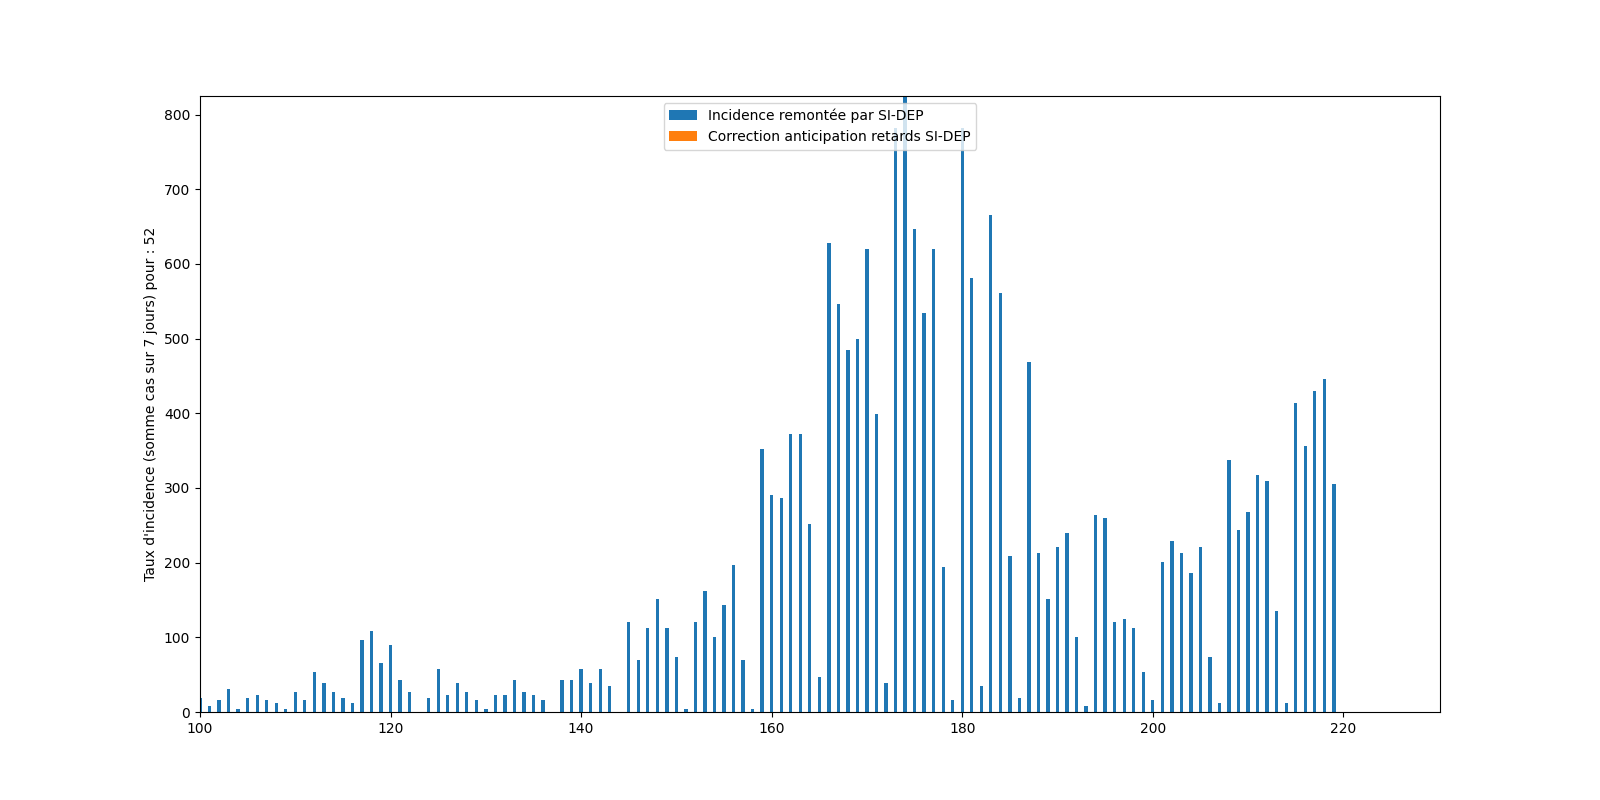 Incidence remontée par SI-DEP
Correction anticipation retards SI-DEP
Taux d'incidence (somme cas sur 7 jours) pour : 52
800
700
600
500
400
300
200
100
0
100 120 140 160 180 200 220